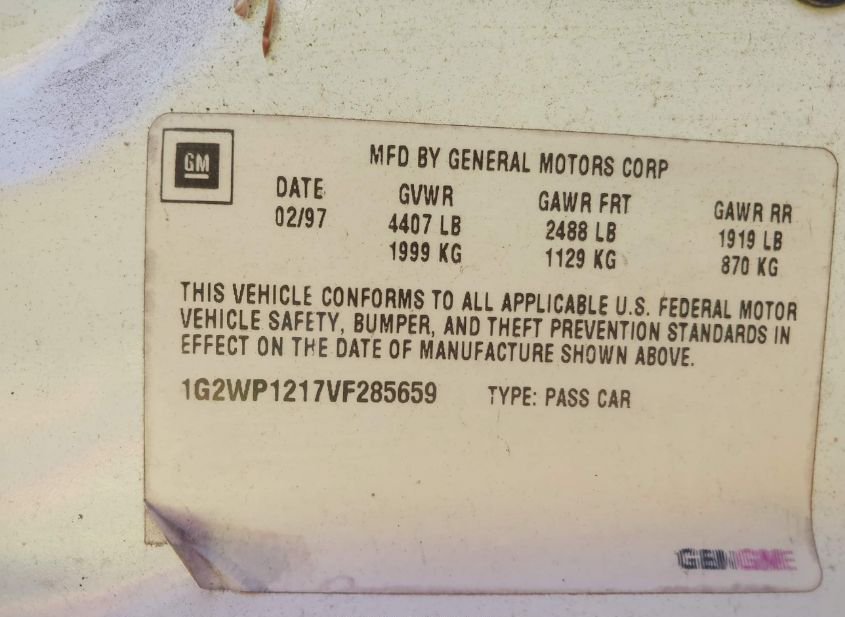 GM
MFD BY GENERAL MOTORS CORP
DATE GVWR GAWR FRT GAWR RR
02/97 4407 LB 2488 LB 1919 LB
1999 KG 1129 KG 870 KG
THIS VEHICLE CONFORMS TO ALL APPLICABLE U.S. FEDERAL MOTOR
VEHICLE SAFETY, BUMPER, AND THEFT PREVENTION STANDARDS IN
EFFECT ON THE DATE OF MANUFACTURE SHOWN ABOVE.
1G2WP1217VF285659 TYPE: PASS CAR